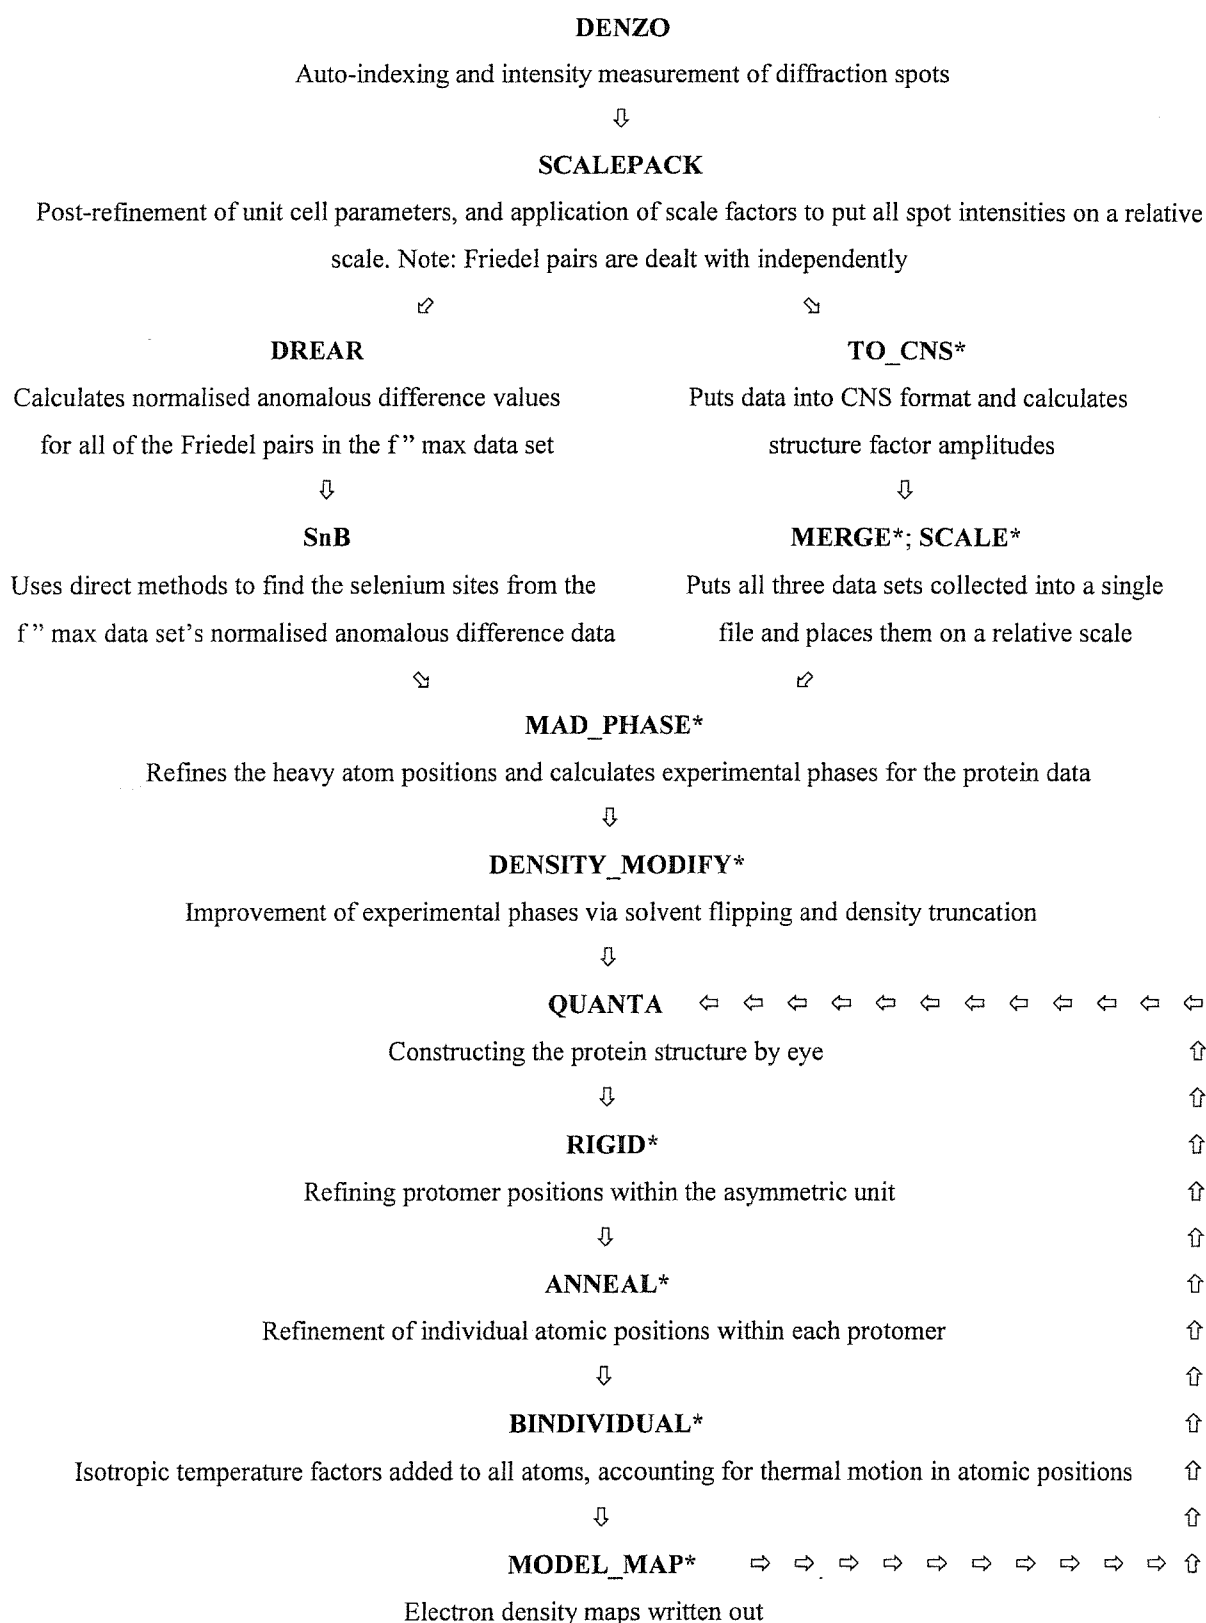 DENZO
Auto-indexing and intensity measurement of diffraction spots
⇩
SCALEPACK
Post-refinement of unit cell parameters, and application of scale factors to put all spot intensities on a relative
scale. Note: Friedel pairs are dealt with independently
DREAR
Calculates normalised anomalous difference values
for all of the Friedel pairs in the f” max data set
⇩
SnB
Uses direct methods to find the selenium sites from the
f” max data set’s normalised anomalous difference data
TO_CNS*
Puts data into CNS format and calculates
structure factor amplitudes
⇩
MERGE*; SCALE*
Puts all three data sets collected into a single
file and places them on a relative scale
MAD_PHASE*
Refines the heavy atom positions and calculates experimental phases for the protein data
⇩
DENSITY_MODIFY*
Improvement of experimental phases via solvent flipping and density truncation
⇩
QUANTA ⇦ ⇦ ⇦ ⇦ ⇦ ⇦ ⇦ ⇦ ⇦ ⇦ ⇦ ⇦
Constructing the protein structure by eye ⇧
⇩ ⇧
RIGID* ⇧
Refining protomer positions within the asymmetric unit ⇧
⇩ ⇧
ANNEAL* ⇧
Refinement of individual atomic positions within each protomer ⇧
⇩ ⇧
BINDIVIDUAL* ⇧
Isotropic temperature factors added to all atoms, accounting for thermal motion in atomic positions ⇧
⇩ ⇧
MODEL_MAP* ⇨ ⇨ ⇨ ⇨ ⇨ ⇨ ⇨ ⇨ ⇨ ⇨ ⇧
Electron density maps written out